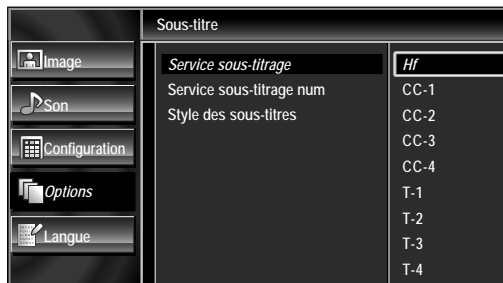 Sous-titre
Image
Son
Configuration
Options
Langue
Service sous-titrage
Service sous-titrage num
Style des sous-titres
Hf
CC-1
CC-2
CC-3
CC-4
T-1
T-2
T-3
T-4